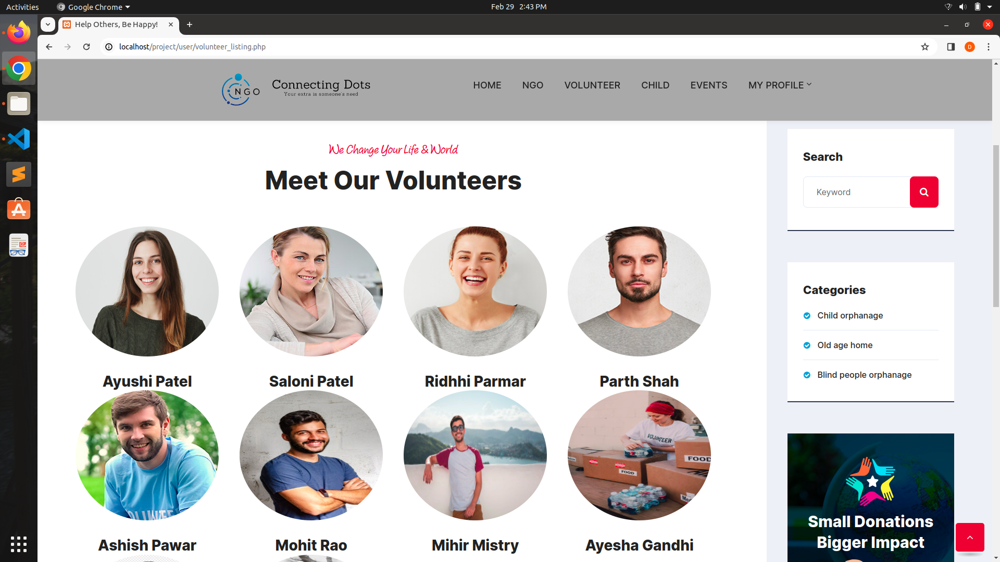 Activities
Google Chrome
Feb 29 2:43 PM
Help Others, Be Happy!
localhost/project/user/volunteer_listing.php
D
NGO
Connecting Dots
Your extra is someone's need
HOME
NGO
VOLUNTEER
CHILD
EVENTS
MY PROFILE
We Change Your Life & World
Meet Our Volunteers
Ayushi Patel
Saloni Patel
Ridhhi Parmar
Parth Shah
VOLUNTEER
FOOD
FOOD
Ashish Pawar
Mohit Rao
Mihir Mistry
Ayesha Gandhi
Search
Keyword
Categories
Child orphanage
Old age home
Blind people orphanage
Small Donations
Bigger Impact